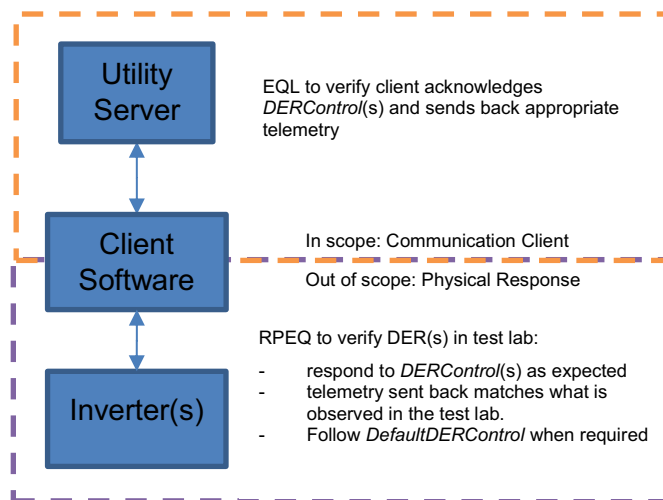 Utility
Server
EQL to verify client acknowledges
DERControl(s) and sends back appropriate
telemetry
Client
Software
In scope: Communication Client
Out of scope: Physical Response
RPEQ to verify DER(s) in test lab:
- respond to DERControl(s) as expected
- telemetry sent back matches what is
observed in the test lab.
- Follow DefaultDERControl when required
Inverter(s)